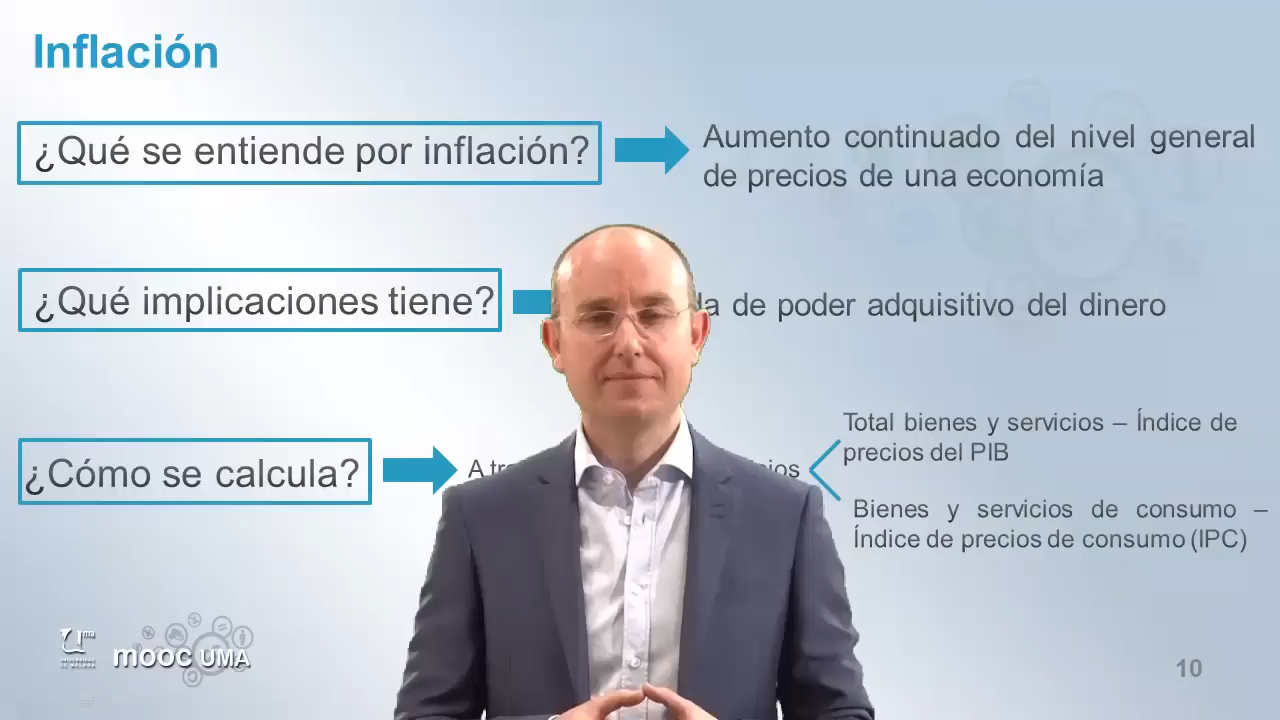 Inflación
¿Qué se entiende por inflación?
Aumento continuado del nivel general
de precios de una economía
¿Qué implicaciones tiene?
de poder adquisitivo del dinero
¿Cómo se calcula?
A
Total bienes y servicios – Índice de
precios del PIB
Bienes y servicios de consumo –
Índice de precios de consumo (IPC)
uma
mooc UMA
10